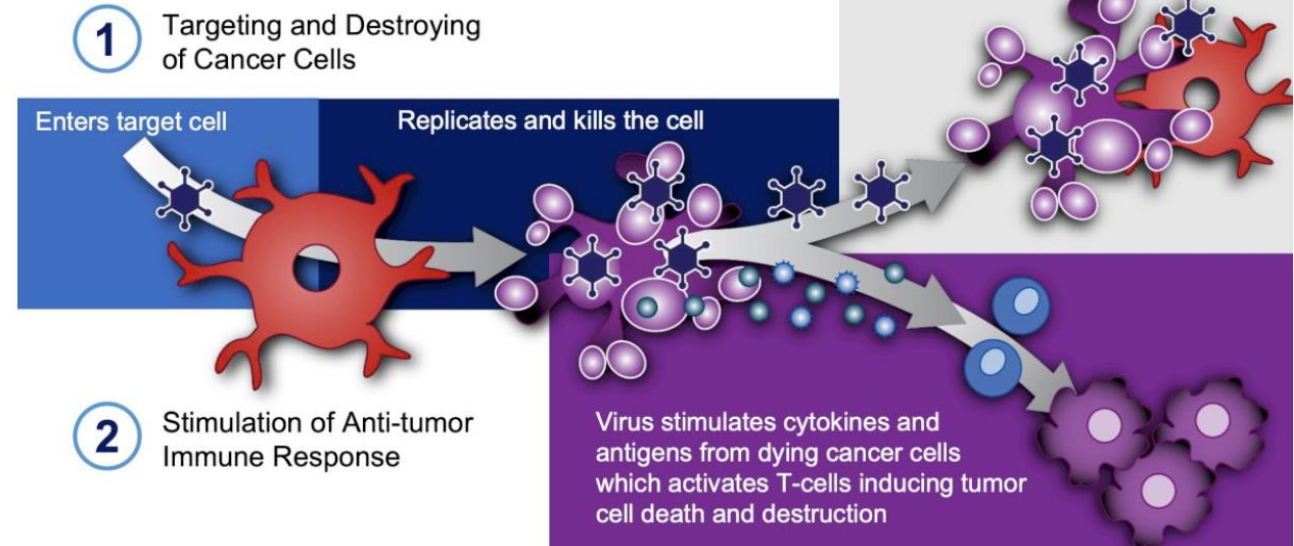 1
Targeting and Destroying
of Cancer Cells
Enters target cell
Replicates and kills the cell
2
Stimulation of Anti-tumor
Immune Response
Virus stimulates cytokines and
antigens from dying cancer cells
which activates T-cells inducing tumor
cell death and destruction